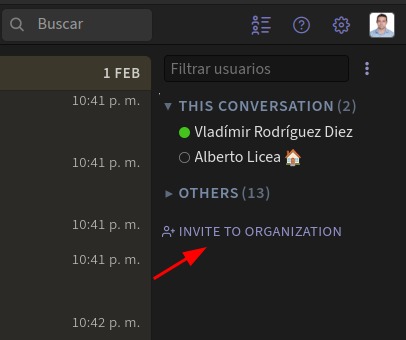 Buscar
1 FEB
10:41 p. m.
10:41 p. m.
10:41 p. m.
10:41 p. m.
10:42 p. m.
Filtrar usuarios
THIS CONVERSATION (2)
Vladímir Rodríguez Diez
Alberto Licea 🏠
OTHERS (13)
INVITE TO ORGANIZATION